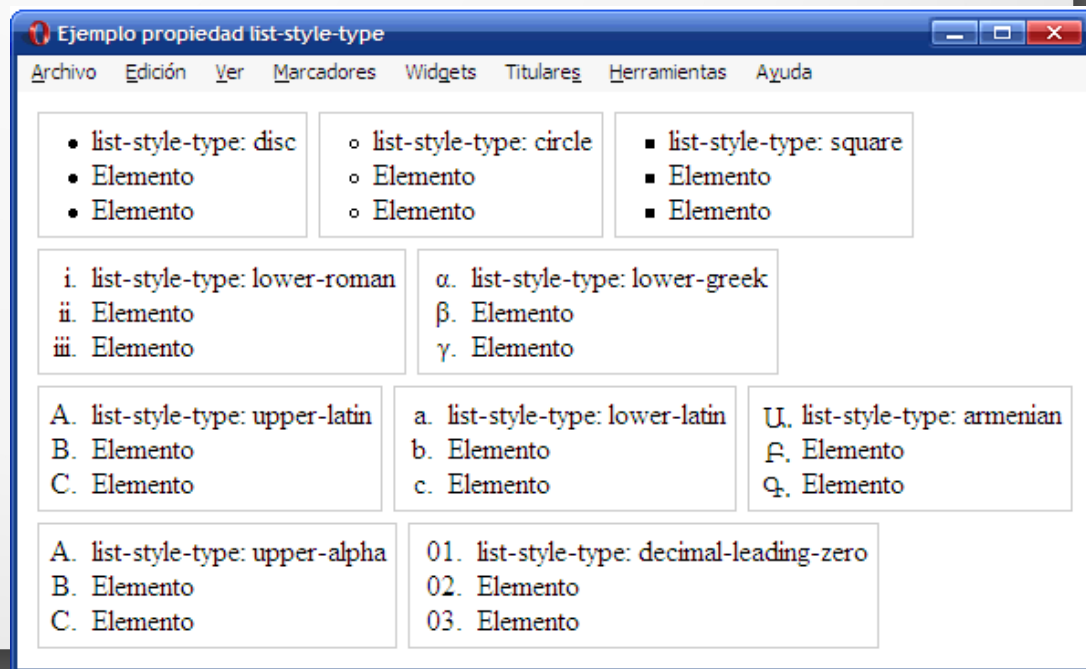 Ejemplo propiedad list-style-type
Archivo Edición Ver Marcadores Widgets Titulares Herramientas Ayuda
• list-style-type: disc
• Elemento
• Elemento
◦ list-style-type: circle
◦ Elemento
◦ Elemento
▪ list-style-type: square
▪ Elemento
▪ Elemento
i. list-style-type: lower-roman
ii. Elemento
iii. Elemento
α. list-style-type: lower-greek
β. Elemento
γ. Elemento
A. list-style-type: upper-latin
B. Elemento
C. Elemento
a. list-style-type: lower-latin
b. Elemento
c. Elemento
Ա. list-style-type: armenian
Բ. Elemento
Գ. Elemento
A. list-style-type: upper-alpha
B. Elemento
C. Elemento
01. list-style-type: decimal-leading-zero
02. Elemento
03. Elemento